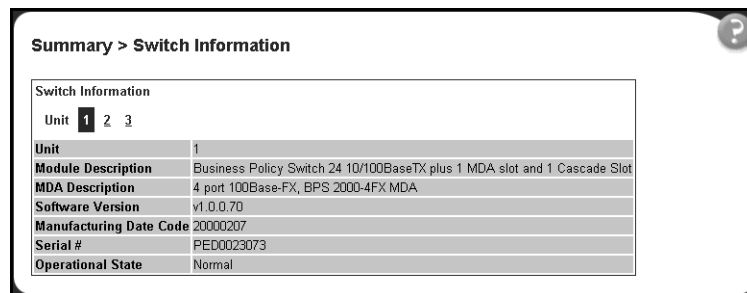 ?
Summary > Switch Information
Switch Information
Unit 1 2 3
Unit 1
Module Description Business Policy Switch 24 10/100BaseTX plus 1 MDA slot and 1 Cascade Slot
MDA Description 4 port 100Base-FX, BPS 2000-4FX MDA
Software Version v1.0.0.70
Manufacturing Date Code 20000207
Serial # PED0023073
Operational State Normal